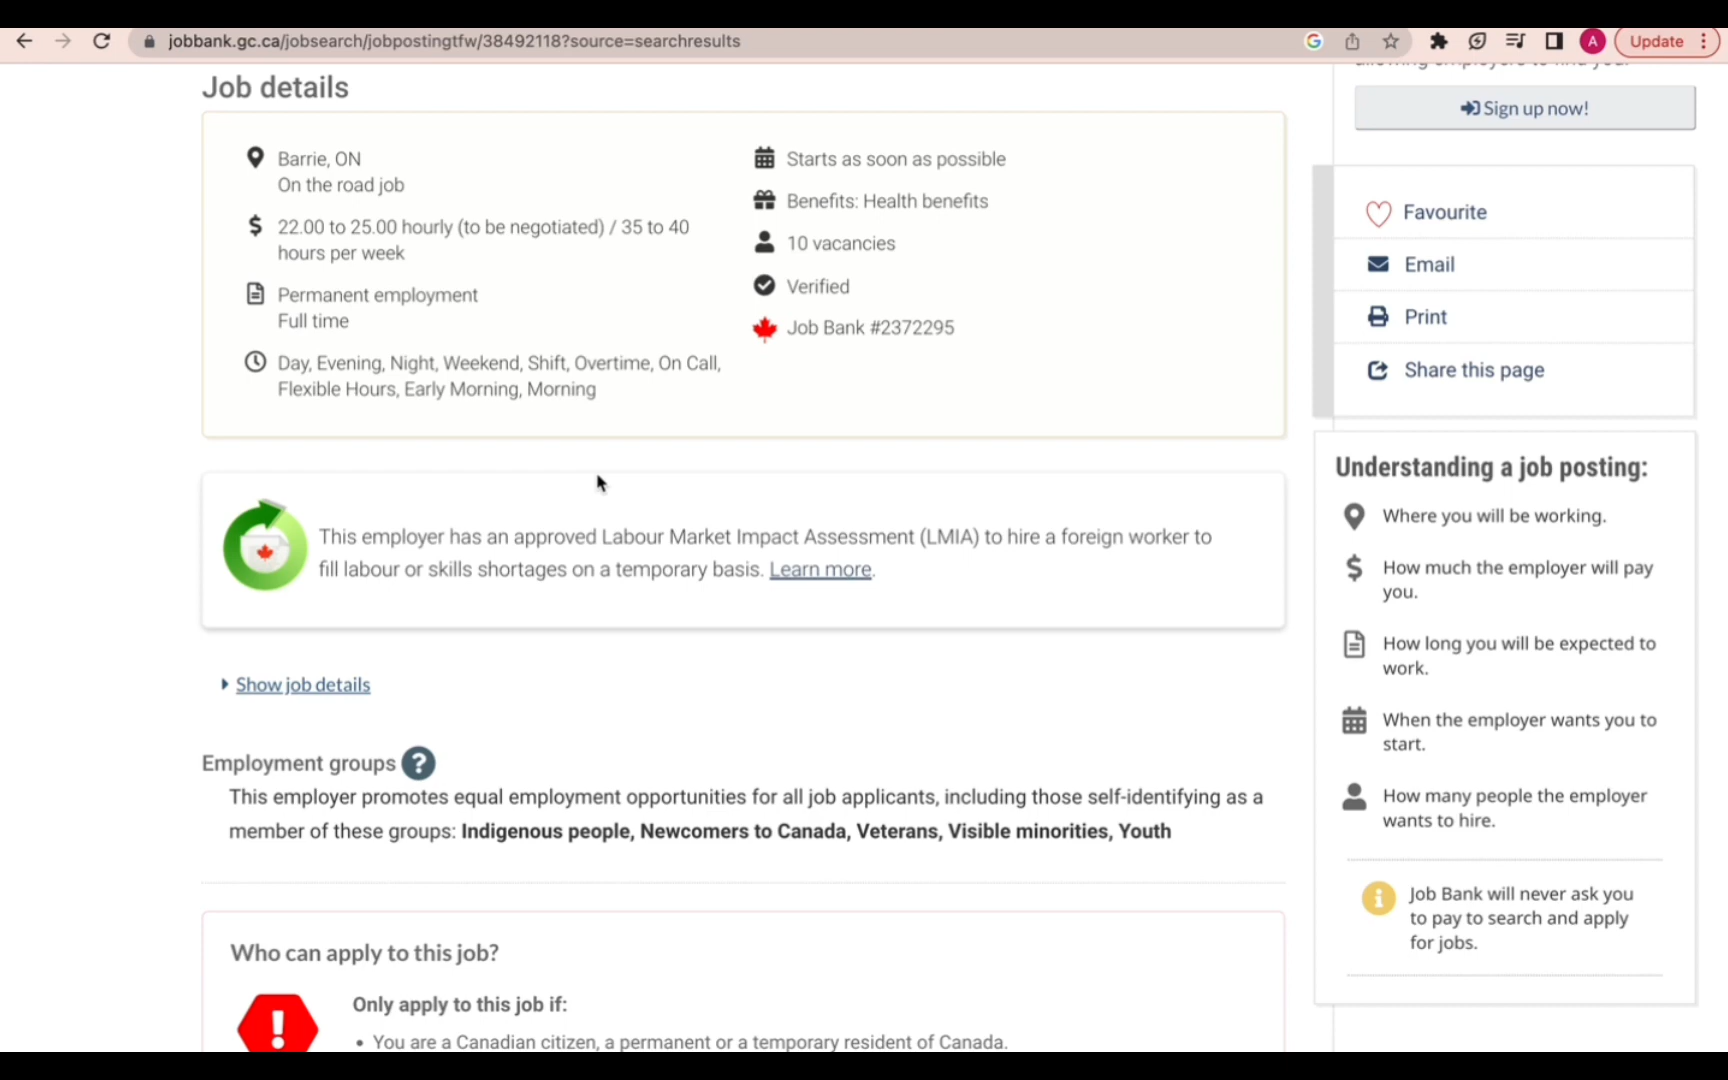 jobbank.gc.ca/jobsearch/jobpostingtfw/38492118?source=searchresults
A
Update
Job details
Barrie, ON
On the road job
22.00 to 25.00 hourly (to be negotiated) / 35 to 40
hours per week
Permanent employment
Full time
Day, Evening, Night, Weekend, Shift, Overtime, On Call,
Flexible Hours, Early Morning, Morning
Starts as soon as possible
Benefits: Health benefits
10 vacancies
Verified
Job Bank #2372295
This employer has an approved Labour Market Impact Assessment (LMIA) to hire a foreign worker to
fill labour or skills shortages on a temporary basis. Learn more.
Show job details
Employment groups ?
This employer promotes equal employment opportunities for all job applicants, including those self-identifying as a
member of these groups: Indigenous people, Newcomers to Canada, Veterans, Visible minorities, Youth
Who can apply to this job?
Only apply to this job if:
• You are a Canadian citizen, a permanent or a temporary resident of Canada.
Sign up now!
Favourite
Email
Print
Share this page
Understanding a job posting:
Where you will be working.
How much the employer will pay
you.
How long you will be expected to
work.
When the employer wants you to
start.
How many people the employer
wants to hire.
Job Bank will never ask you
to pay to search and apply
for jobs.